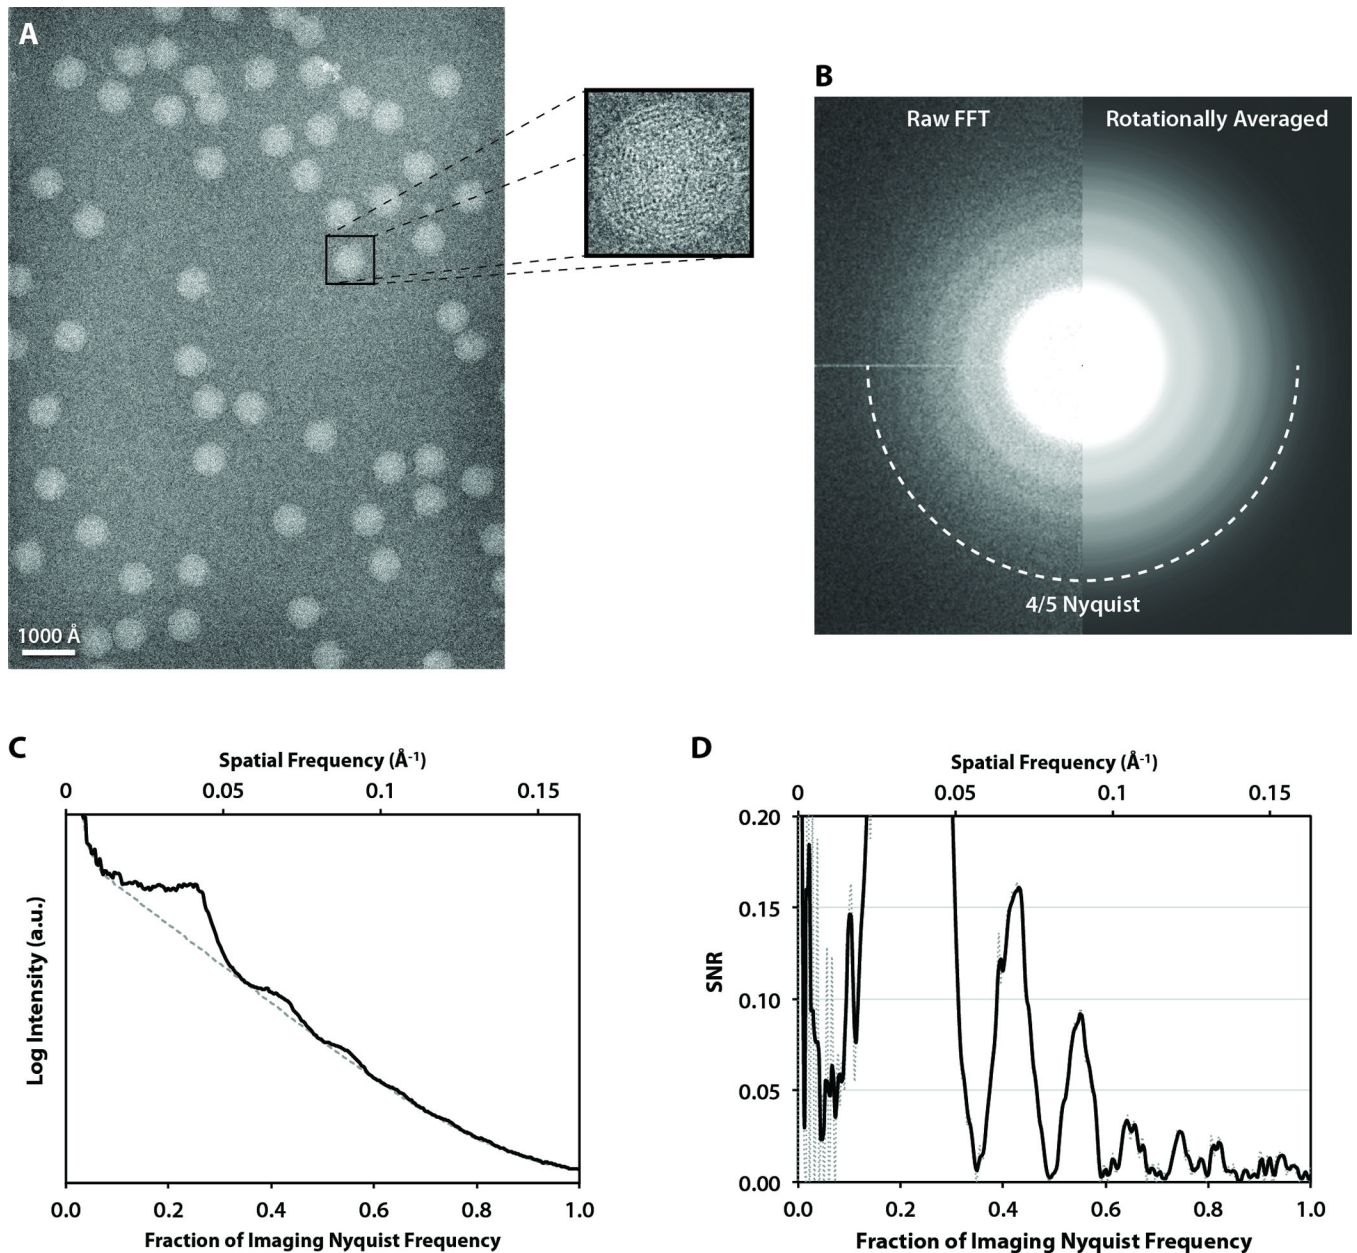 A
1000 Å
B
Raw FFT
Rotationally Averaged
4/5 Nyquist
C
Spatial Frequency (Å-1)
0 0.05 0.1 0.15
Log Intensity (a.u.)
0.0 0.2 0.4 0.6 0.8 1.0
Fraction of Imaging Nyquist Frequency
D
Spatial Frequency (Å-1)
0 0.05 0.1 0.15
SNR
0.20
0.15
0.10
0.05
0.00
0.0 0.2 0.4 0.6 0.8 1.0
Fraction of Imaging Nyquist Frequency